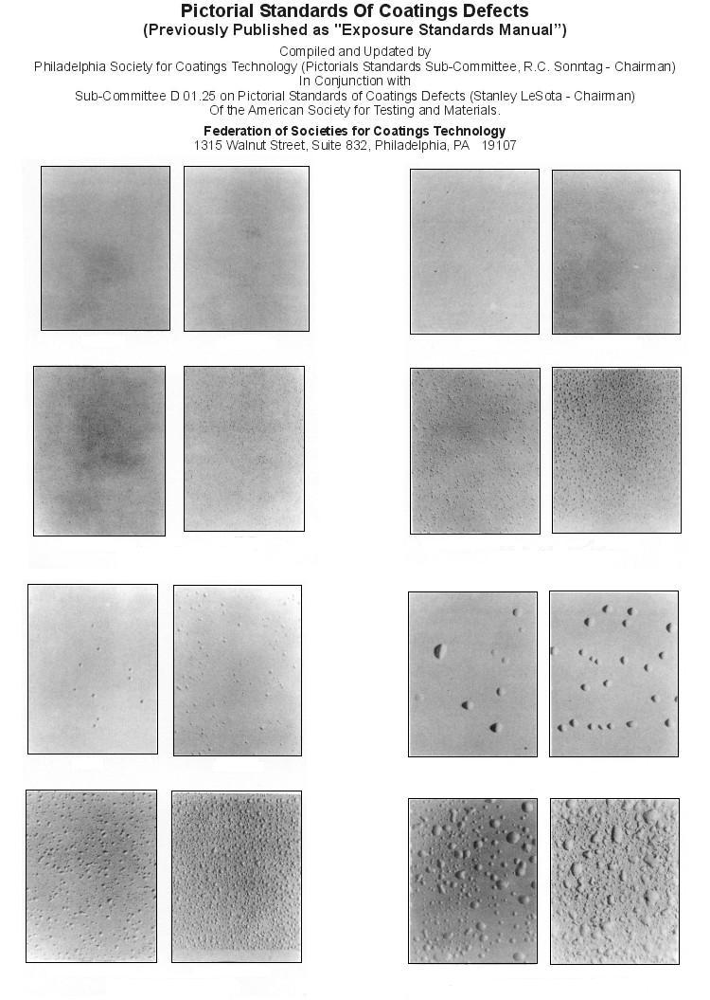 Pictorial Standards Of Coatings Defects
(Previously Published as "Exposure Standards Manual”)
Compiled and Updated by
Philadelphia Society for Coatings Technology (Pictorials Standards Sub-Committee, R.C. Sonntag - Chairman)
In Conjunction with
Sub-Committee D 01.25 on Pictorial Standards of Coatings Defects (Stanley LeSota - Chairman)
Of the American Society for Testing and Materials.
Federation of Societies for Coatings Technology
1315 Walnut Street, Suite 832, Philadelphia, PA 19107